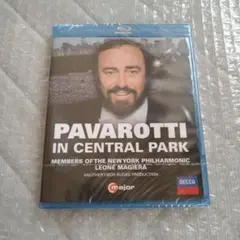 PAVAROTTI
IN CENTRAL PARK
MEMBERS OF THE NEW YORK PHILHARMONIC
LEONE MAGIERA
C major
DECCA